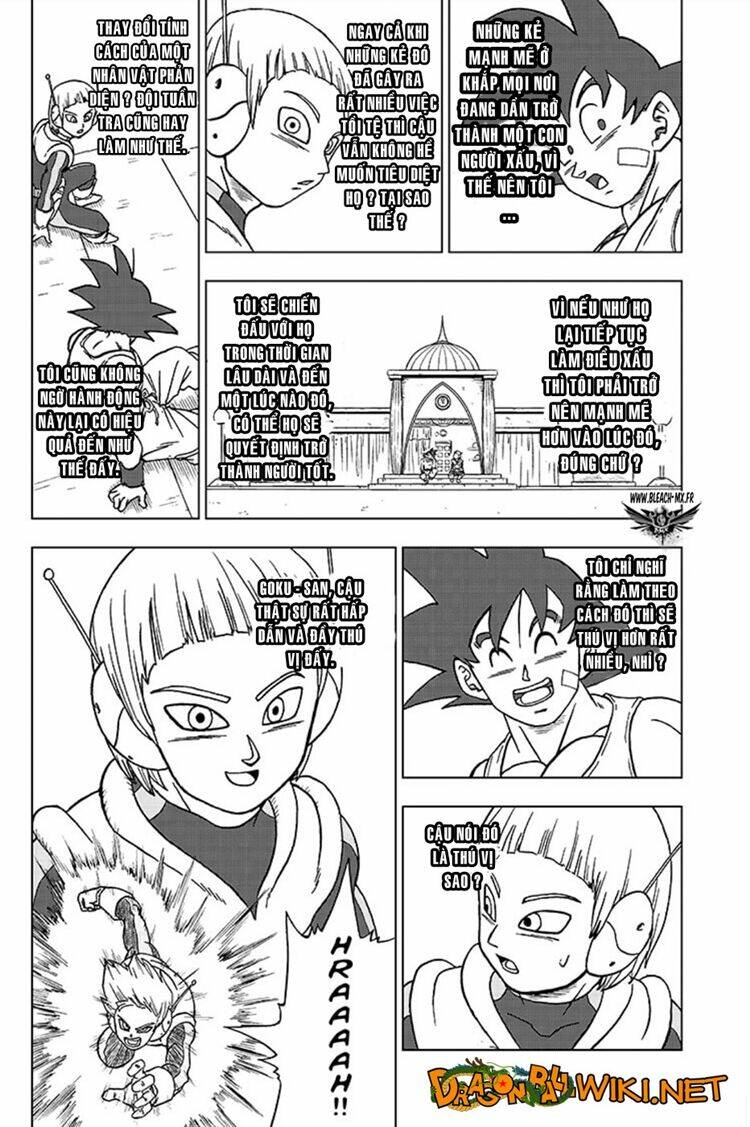 NHỮNG KẺ
MẠNH MẼ Ở
KHẮP MỌI NƠI
ĐANG DẦN TRỞ
THÀNH MỘT CON
NGƯỜI XẤU, VÌ
THẾ NÊN TÔI
...
NGAY CẢ KHI
NHỮNG KẺ ĐÓ
ĐÃ GÂY RA
RẤT NHIỀU VIỆC
TỒI TỆ THÌ CẬU
VẪN KHÔNG HỀ
MUỐN TIÊU DIỆT
HỌ ? TẠI SAO
THẾ ?
THAY ĐỔI TÍNH
CÁCH CỦA MỘT
NHÂN VẬT PHẢN
DIỆN ? ĐỘI TUẦN
TRA CŨNG HAY
LÀM NHƯ THẾ.
TÔI CŨNG KHÔNG
NGỜ HÀNH ĐỘNG
NÀY LẠI CÓ HIỆU
QUẢ ĐẾN NHƯ
THẾ ĐẤY.
VÌ NẾU NHƯ HỌ
LẠI TIẾP TỤC
LÀM ĐIỀU XẤU
THÌ TÔI PHẢI TRỞ
NÊN MẠNH MẼ
HƠN VÀO LÚC ĐÓ,
ĐÚNG CHỨ ?
TÔI SẼ CHIẾN
ĐẤU VỚI HỌ
TRONG THỜI GIAN
LÂU DÀI VÀ ĐẾN
MỘT LÚC NÀO ĐÓ,
CÓ THỂ HỌ SẼ
QUYẾT ĐỊNH TRỞ
THÀNH NGƯỜI TỐT.
WWW.BLEACH-MX.FR
TÔI CHỈ NGHĨ
RẰNG LÀM THEO
CÁCH ĐÓ THÌ SẼ
THÚ VỊ HƠN RẤT
NHIỀU, NHỈ ?
CẬU NÓI ĐÓ
LÀ THÚ VỊ
SAO ?
GOKU - SAN, CẬU
THẬT SỰ RẤT HẤP
DẪN VÀ ĐẦY THÚ
VỊ ĐẤY.
HRAAAAH!!
DRAGON BALL WIKI.NET